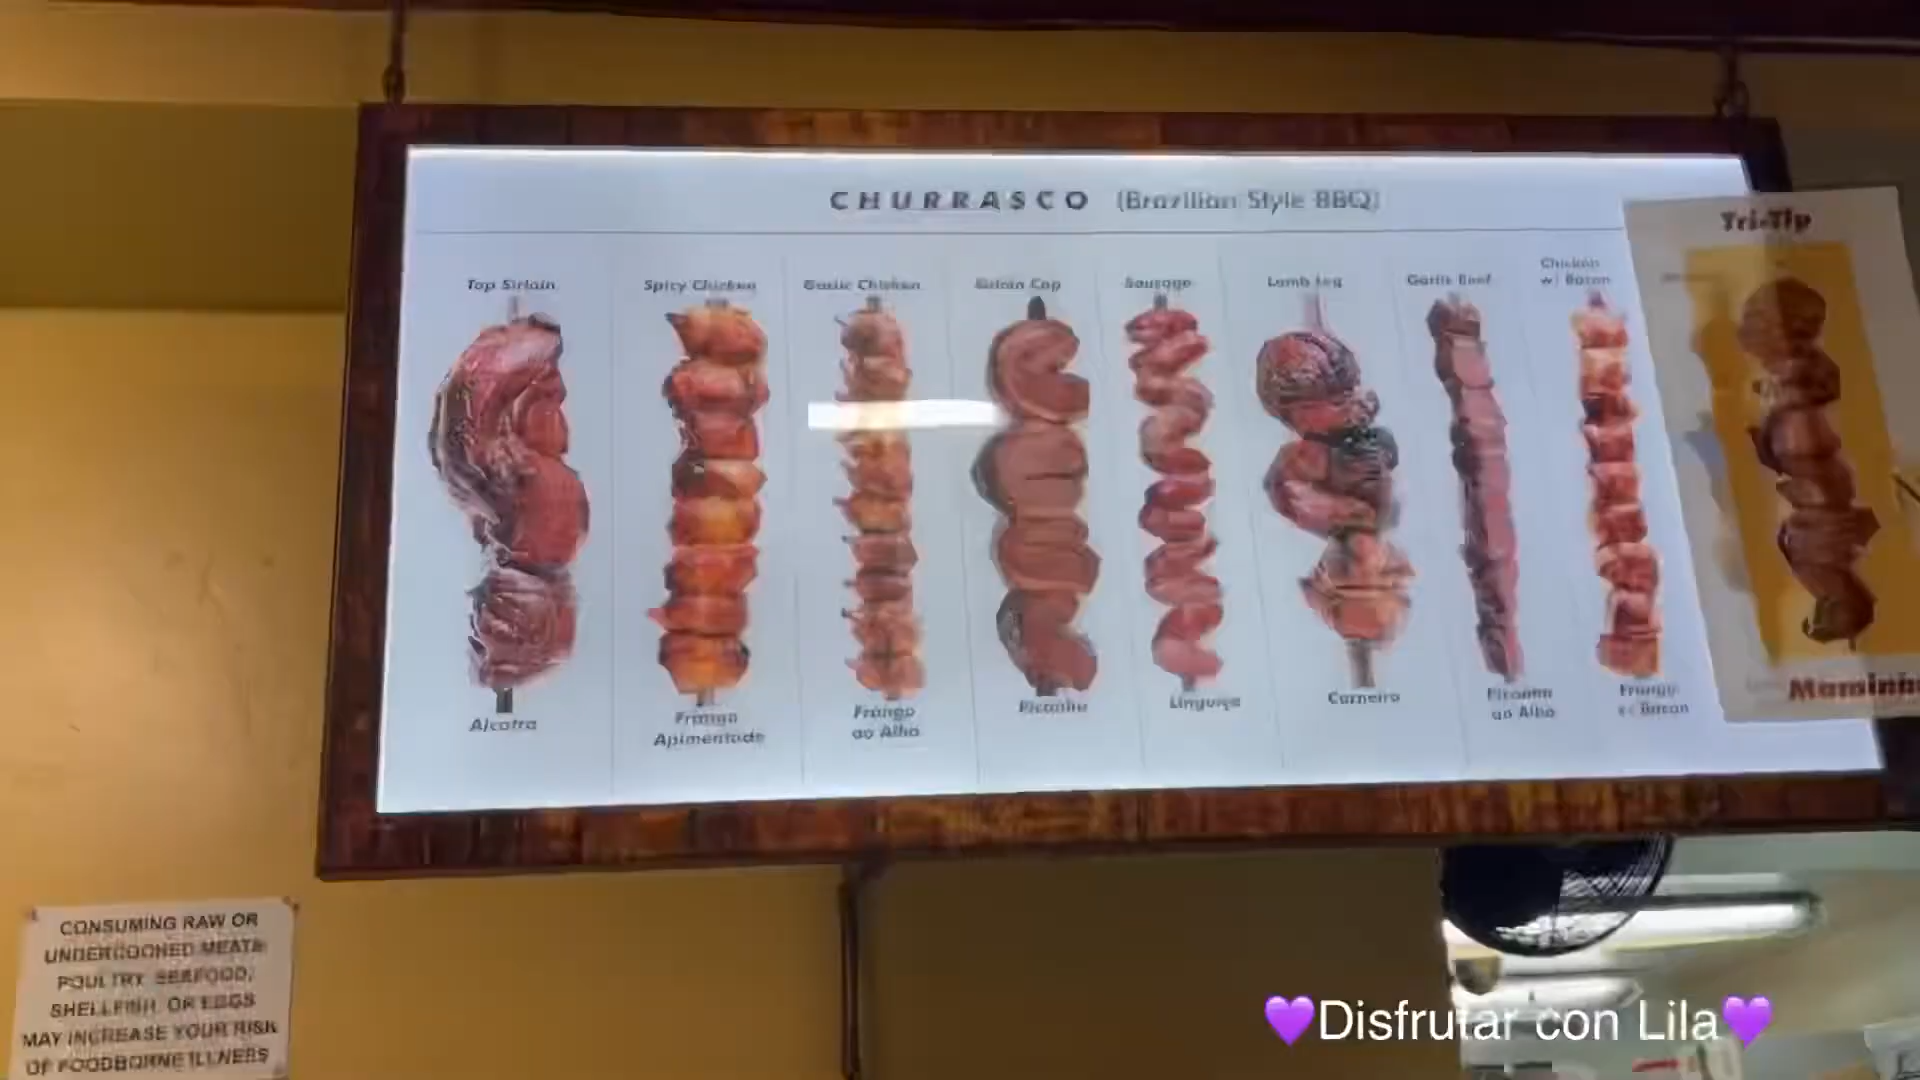 CHURRASCO (Brazilian Style BBQ)
Top Sirloin
Spicy Chicken
Garlic Chicken
Sirloin Cap
Sausage
Lamb Leg
Garlic Beef
Chicken
w/ Bacon
Tri-Tip
Alcatra
Frango
Apimentado
Frango
ao Alho
Picanha
Linguiça
Carneiro
Picanha
ao Alho
Frango
c/ Bacon
CONSUMING RAW OR
UNDERCOOKED MEATS
POULTRY SEAFOOD,
SHELLFISH, OR EGGS
MAY INCREASE YOUR RISK
OF FOODBORNE ILLNESS
💜Disfrutar con Lila💜